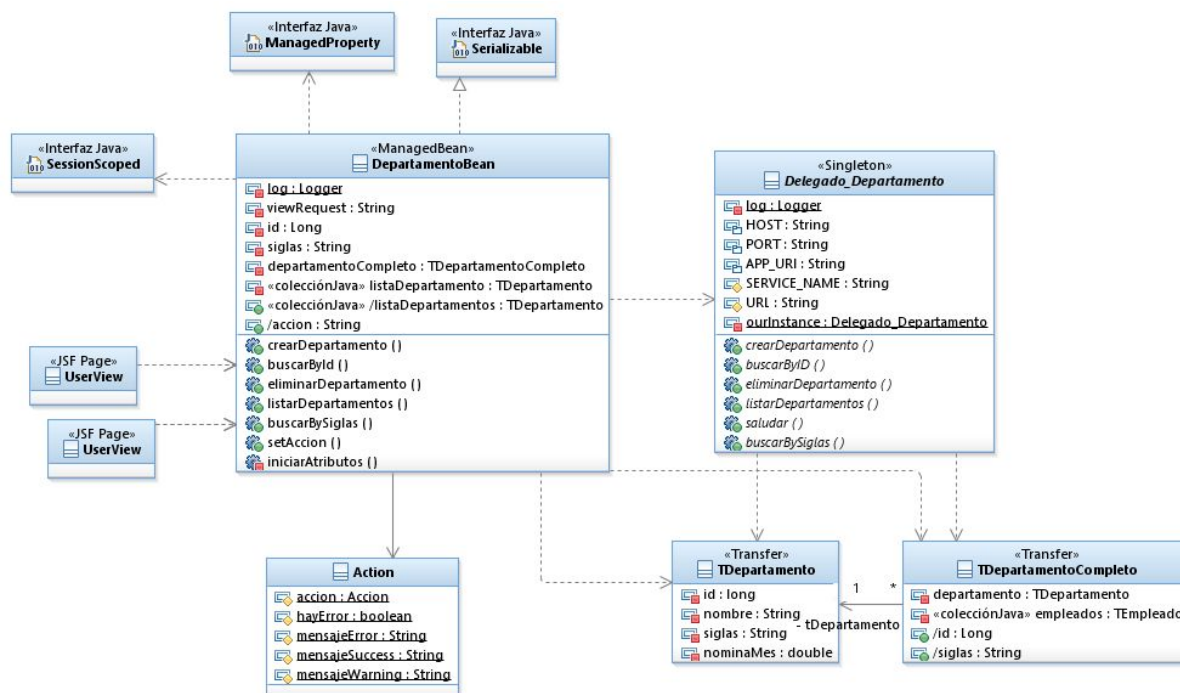 «Interfaz Java»
ManagedProperty
«Interfaz Java»
Serializable
«Interfaz Java»
SessionScoped
«ManagedBean»
DepartamentoBean
log : Logger
viewRequest : String
id : Long
siglas : String
departamentoCompleto : TDepartamentoCompleto
«colecciónJava» listaDepartamento : TDepartamento
«colecciónJava» /listaDepartamentos : TDepartamento
/accion : String
crearDepartamento ( )
buscarById ( )
eliminarDepartamento ( )
listarDepartamentos ( )
buscarBySiglas ( )
setAccion ( )
iniciarAtributos ( )
«Singleton»
Delegado_Departamento
log : Logger
HOST : String
PORT : String
APP_URI : String
SERVICE_NAME : String
URL : String
ourInstance : Delegado_Departamento
crearDepartamento ( )
buscarByID ( )
eliminarDepartamento ( )
listarDepartamentos ( )
saludar ( )
buscarBySiglas ( )
«JSF Page»
UserView
«JSF Page»
UserView
Action
accion : Accion
hayError : boolean
mensajeError : String
mensajeSuccess : String
mensajeWarning : String
«Transfer»
TDepartamento
id : long
nombre : String
siglas : String
nominaMes : double
1
*
- tDepartamento
«Transfer»
TDepartamentoCompleto
departamento : TDepartamento
«colecciónJava» empleados : TEmpleado
/id : Long
/siglas : String